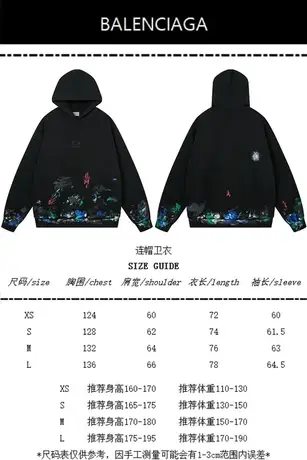 BALENCIAGA
连帽卫衣
SIZE GUIDE
尺码/size 胸围/chest 肩宽/shoulder 衣长/length 袖长/sleeve
XS 124 60 72 60
S 128 62 74 61.5
M 132 64 76 63
L 136 66 78 64.5
XS 推荐身高160-170 推荐体重110-130
S 推荐身高165-175 推荐体重130-150
M 推荐身高170-180 推荐体重150-170
L 推荐身高175-195 推荐体重170-190
*尺码表仅供参考，因手工测量可能会有1-3cm范围内误差*